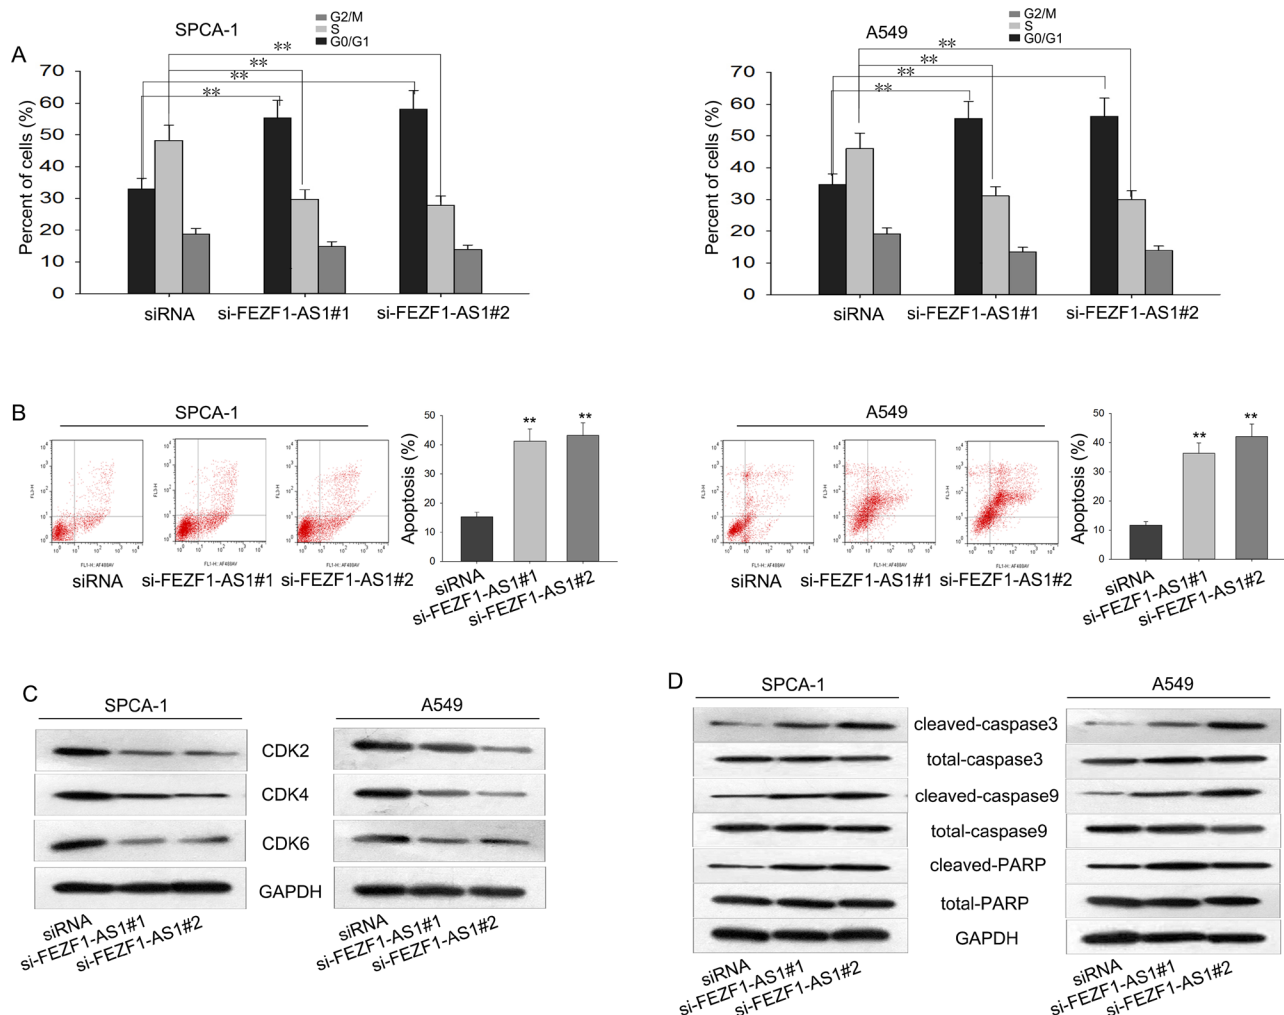 A
SPCA-1
G2/M
S
G0/G1
**
**
**
**
Percent of cells (%)
70
60
50
40
30
20
10
0
siRNA si-FEZF1-AS1#1 si-FEZF1-AS1#2
A549
G2/M
S
G0/G1
**
**
**
**
Percent of cells (%)
70
60
50
40
30
20
10
0
siRNA si-FEZF1-AS1#1 si-FEZF1-AS1#2
B
SPCA-1
siRNA si-FEZF1-AS1#1 si-FEZF1-AS1#2
Apoptosis (%)
50
40
30
20
10
0
** **
siRNA
si-FEZF1-AS1#1
si-FEZF1-AS1#2
A549
siRNA si-FEZF1-AS1#1 si-FEZF1-AS1#2
Apoptosis (%)
50
40
30
20
10
0
** **
siRNA
si-FEZF1-AS1#1
si-FEZF1-AS1#2
C
SPCA-1 A549
CDK2
CDK4
CDK6
GAPDH
siRNA
si-FEZF1-AS1#1
si-FEZF1-AS1#2
siRNA
si-FEZF1-AS1#1
si-FEZF1-AS1#2
D
SPCA-1 A549
cleaved-caspase3
total-caspase3
cleaved-caspase9
total-caspase9
cleaved-PARP
total-PARP
GAPDH
siRNA
si-FEZF1-AS1#1
si-FEZF1-AS1#2
siRNA
si-FEZF1-AS1#1
si-FEZF1-AS1#2